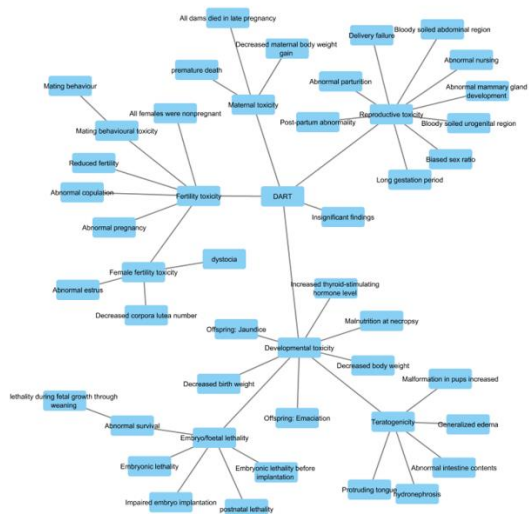 All dams died in late pregnancy
Delivery failure
Bloody soiled abdominal region
Decreased maternal body weight
gain
Abnormal nursing
premature death
Abnormal parturition
Abnormal mammary gland
development
Mating behaviour
Maternal toxicity
Reproductive toxicity
All females were nonpregnant
Post-partum abnormality
Bloody soiled urogenital region
Mating behavioural toxicity
Reduced fertility
Biased sex ratio
Long gestation period
Abnormal copulation
Fertility toxicity
DART
Insignificant findings
Abnormal pregnancy
dystocia
Female fertility toxicity
Abnormal estrus
Increased thyroid-stimulating
hormone level
Decreased corpora lutea number
Malnutrition at necropsy
Offspring: Jaundice
Developmental toxicity
Decreased body weight
Malformation in pups increased
Decreased birth weight
lethality during fetal growth through
weaning
Offspring: Emaciation
Teratogenicity
Generalized edema
Abnormal survival
Embryo/foetal lethality
Embryonic lethality
Embryonic lethality before
implantation
Abnormal intestine contents
Protruding tongue
hydronephrosis
Impaired embryo implantation
postnatal lethality